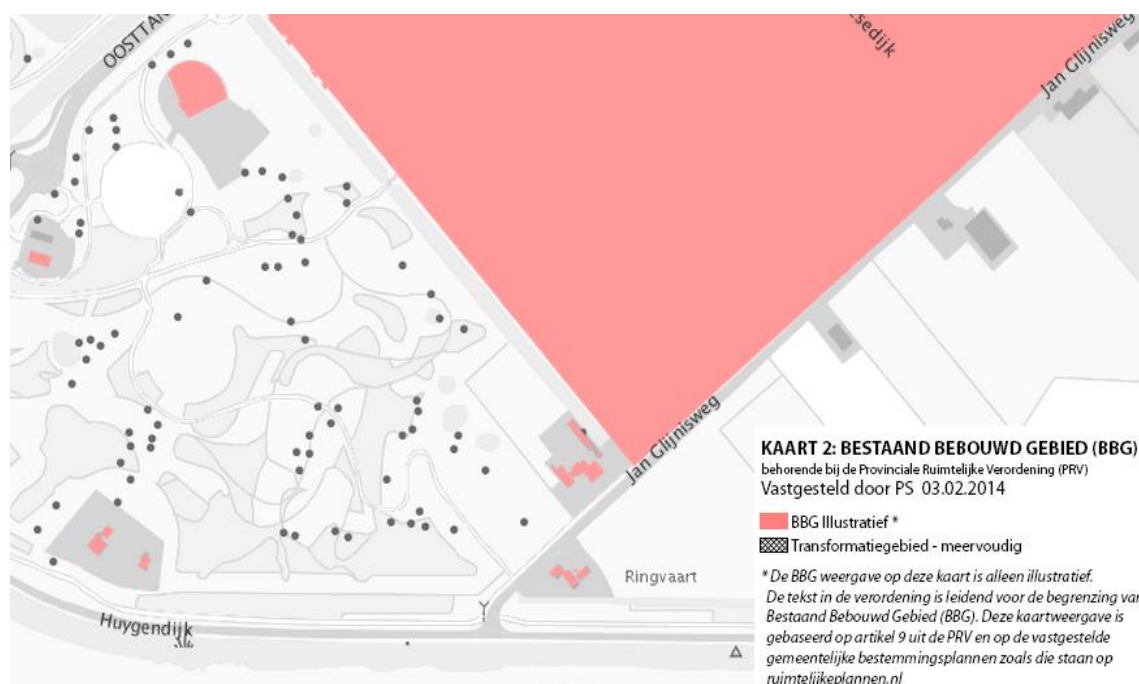 OOSTTAN
sedijk
Jan Glijnisweg
Jan Glijnisweg
Ringvaart
Huygendijk
KAART 2: BESTAAND BEBOUWD GEBIED (BBG)
behorende bij de Provinciale Ruimtelijke Verordening (PRV)
Vastgesteld door PS 03.02.2014
BBG Illustratief *
Transformatiegebied - meervoudig
* De BBG weergave op deze kaart is alleen illustratief.
De tekst in de verordening is leidend voor de begrenzing van
Bestaand Bebouwd Gebied (BBG). Deze kaartweergave is
gebaseerd op artikel 9 uit de PRV en op de vastgestelde
gemeentelijke bestemmingsplannen zoals die staan op
ruimtelijkeplannen.nl